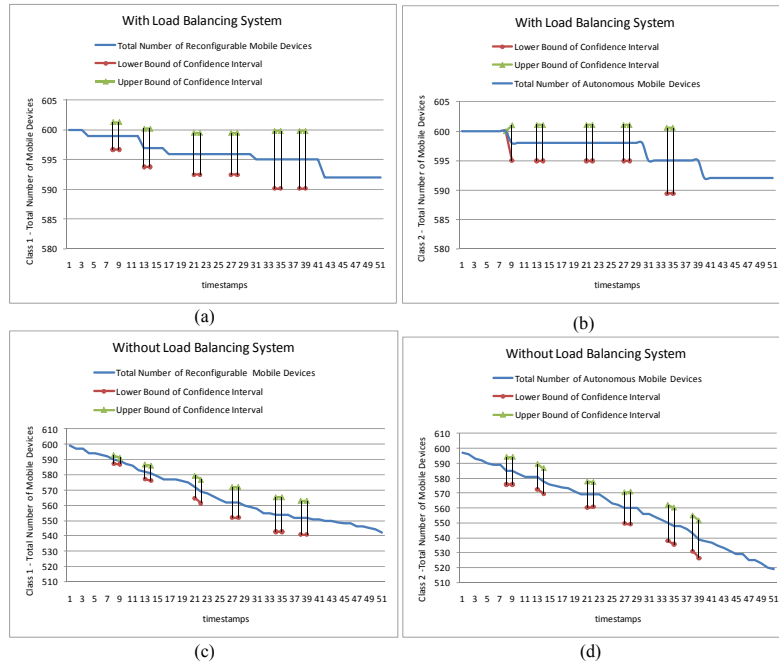 With Load Balancing System
Total Number of Reconfigurable Mobile Devices
Lower Bound of Confidence Interval
Upper Bound of Confidence Interval
Class 1 - Total Number of Mobile Devices
605
600
595
590
585
580
1 3 5 7 9 11 13 15 17 19 21 23 25 27 29 31 33 35 37 39 41 43 45 47 49 51
timestamps
(a)
With Load Balancing System
Lower Bound of Confidence Interval
Upper Bound of Confidence Interval
Total Number of Autonomous Mobile Devices
Class 2 - Total Number of Mobile Devices
605
600
595
590
585
580
1 3 5 7 9 11 13 15 17 19 21 23 25 27 29 31 33 35 37 39 41 43 45 47 49 51
timestamps
(b)
Without Load Balancing System
Total Number of Reconfigurable Mobile Devices
Lower Bound of Confidence Interval
Upper Bound of Confidence Interval
Class 1 - Total Number of Mobile Devices
610
600
590
580
570
560
550
540
530
520
510
1 3 5 7 9 11 13 15 17 19 21 23 25 27 29 31 33 35 37 39 41 43 45 47 49 51
timestamps
(c)
Without Load Balancing System
Total Number of Autonomous Mobile Devices
Lower Bound of Confidence Interval
Upper Bound of Confidence Interval
Class 2 - Total Number of Mobile Devices
610
600
590
580
570
560
550
540
530
520
510
1 3 5 7 9 11 13 15 17 19 21 23 25 27 29 31 33 35 37 39 41 43 45 47 49 51
timestamps
(d)